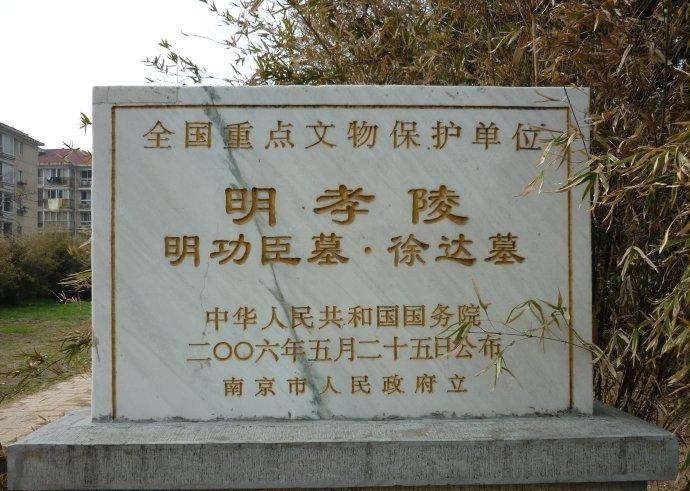 全国重点文物保护单位
明孝陵
明功臣墓·徐达墓
中华人民共和国国务院
二〇〇六年五月二十五日公布
南京市人民政府立